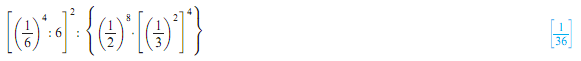 [(1/6)^4 : 6]^2 : {(1/2)^8 · [(1/3)^2]^4} [1/36]